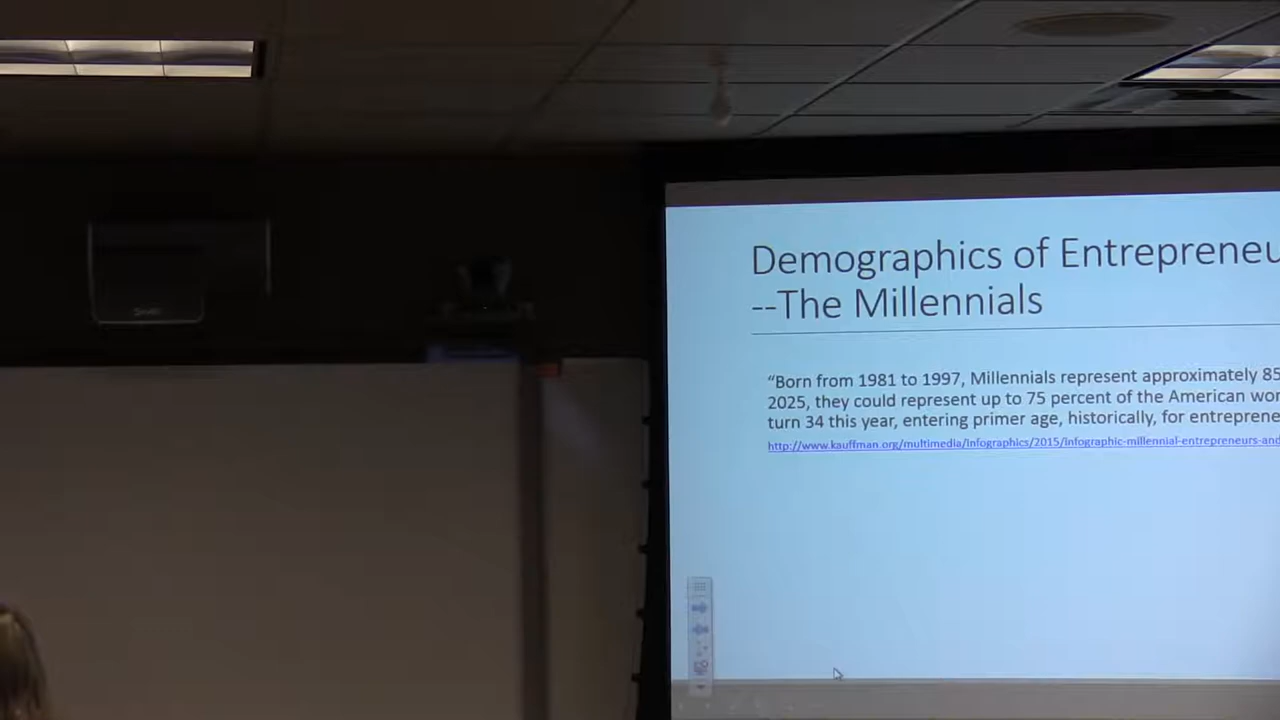 Demographics of Entrepreneu
--The Millennials
“Born from 1981 to 1997, Millennials represent approximately 85
2025, they could represent up to 75 percent of the American wor
turn 34 this year, entering primer age, historically, for entreprene
http://www.kauffman.org/multimedia/infographics/2015/infographic-millennial-entrepreneurs-and